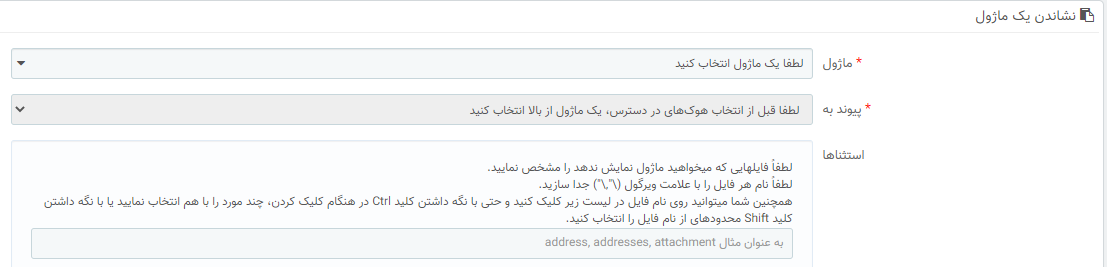 نشاندن یک ماژول
* ماژول
لطفا یک ماژول انتخاب کنید
* پیوند به
لطفا قبل از انتخاب هوک‌های در دسترس، یک ماژول از بالا انتخاب کنید
استثناها
لطفاً فایلهایی که میخواهید ماژول نمایش ندهد را مشخص نمایید.
لطفاً نام هر فایل را با علامت ویرگول (\",\") جدا سازید.
همچنین شما میتوانید روی نام فایل در لیست زیر کلیک کنید و حتی با نگه داشتن کلید Ctrl در هنگام کلیک کردن، چند مورد را با هم انتخاب نمایید یا با نگه داشتن
کلید Shift محدوده‌ای از نام فایل را انتخاب کنید.
به عنوان مثال address, addresses, attachment